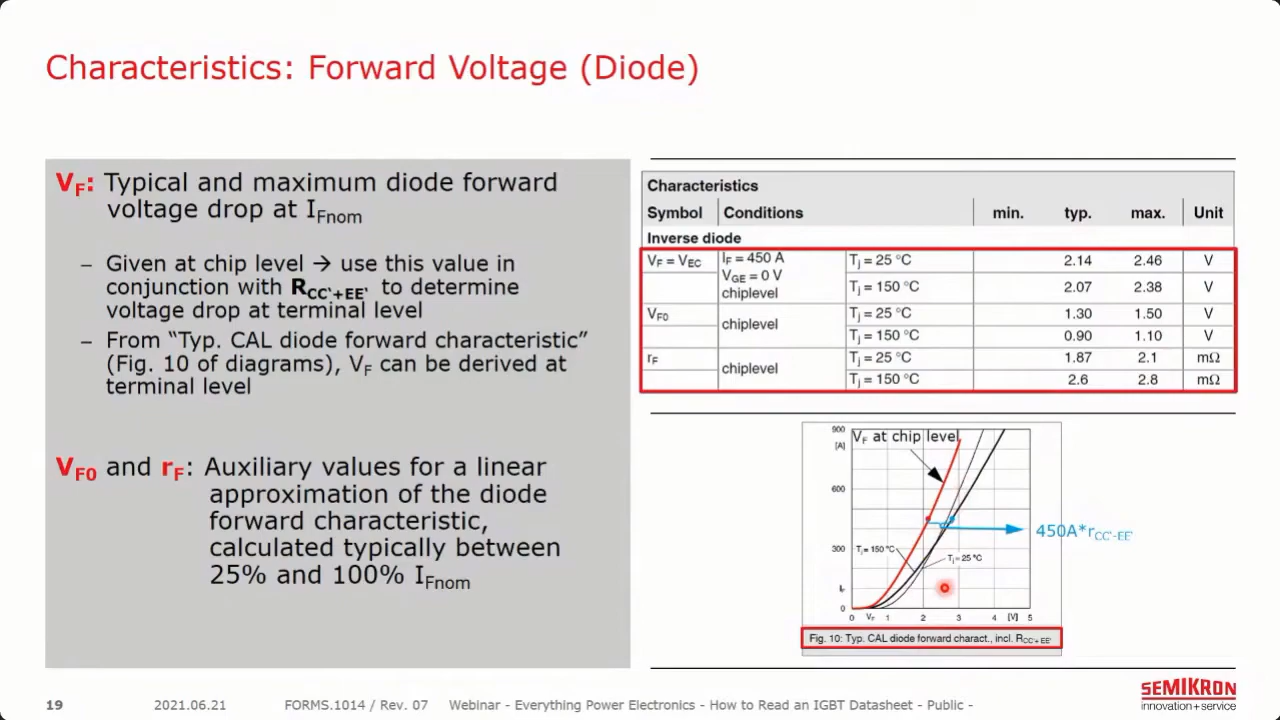 Characteristics: Forward Voltage (Diode)
VF: Typical and maximum diode forward
voltage drop at IFnom
– Given at chip level → use this value in
conjunction with RCC'+EE' to determine
voltage drop at terminal level
– From “Typ. CAL diode forward characteristic”
(Fig. 10 of diagrams), VF can be derived at
terminal level
VF0 and rF: Auxiliary values for a linear
approximation of the diode
forward characteristic,
calculated typically between
25% and 100% IFnom
Characteristics
Symbol Conditions min. typ. max. Unit
Inverse diode
VF = VEC IF = 450 A Tj = 25 °C 2.14 2.46 V
VGE = 0 V
chiplevel Tj = 150 °C 2.07 2.38 V
VF0 chiplevel Tj = 25 °C 1.30 1.50 V
Tj = 150 °C 0.90 1.10 V
rF chiplevel Tj = 25 °C 1.87 2.1 mΩ
Tj = 150 °C 2.6 2.8 mΩ
900
[A]
VF at chip level
600
450A*rCC'-EE'
300
Tj = 150 °C
Tj = 25 °C
IF
0
0 VF 1 2 3 4 [V] 5
Fig. 10: Typ. CAL diode forward charact., incl. RCC'+EE'
19 2021.06.21 FORMS.1014 / Rev. 07 Webinar - Everything Power Electronics - How to Read an IGBT Datasheet - Public -
SEMIKRON
innovation+service